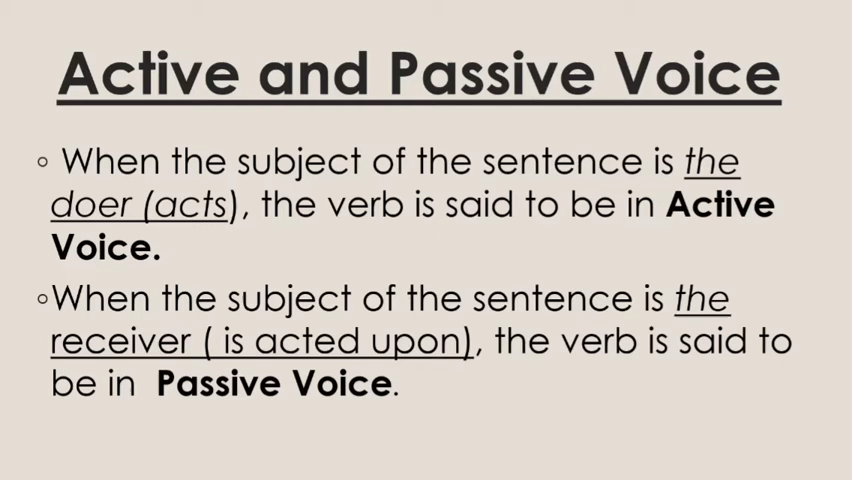 Active and Passive Voice
◦ When the subject of the sentence is the
doer (acts), the verb is said to be in Active
Voice.
◦When the subject of the sentence is the
receiver ( is acted upon), the verb is said to
be in Passive Voice.